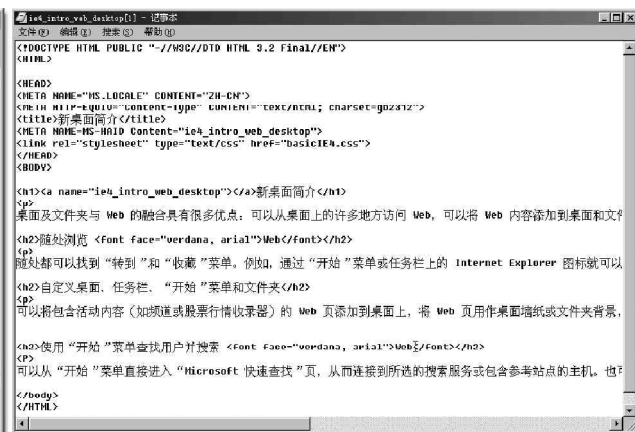 ie4_intro_web_desktop[1] - 记事本
文件(F) 编辑(E) 搜索(S) 帮助(H)
<!DOCTYPE HTML PUBLIC "-//W3C//DTD HTML 3.2 Final//EN">
<HTML>
<HEAD>
<META NAME="MS.LOCALE" CONTENT="ZH-CN">
<META HTTP-EQUIV="Content-Type" CONTENT="text/html; charset=gb2312">
<title>新桌面简介</title>
<META NAME=MS-HAID Content="ie4_intro_web_desktop">
<link rel="stylesheet" type="text/css" href="basicIE4.css">
</HEAD>
<BODY>
<h1><a name="ie4_intro_web_desktop"></a>新桌面简介</h1>
<p>
桌面及文件夹与 Web 的融合具有很多优点：可以从桌面上的许多地方访问 Web，可以将 Web 内容添加到桌面和文件
<h2>随处浏览 <font face="verdana, arial">Web</font></h2>
<p>
随处都可以找到“转到”和“收藏”菜单。例如，通过“开始”菜单或任务栏上的 Internet Explorer 图标就可以
<h2>自定义桌面、任务栏、“开始”菜单和文件夹</h2>
<p>
可以将包含活动内容（如频道或股票行情收录器）的 Web 页添加到桌面上，将 Web 页用作桌面墙纸或文件夹背景，
<h2>使用“开始”菜单查找用户并搜索 <font face="verdana, arial">Web</font></h2>
<P>
可以从“开始”菜单直接进入“Microsoft 快速查找”页，从而连接到所选的搜索服务或包含参考站点的主机。也可
</body>
</HTML>